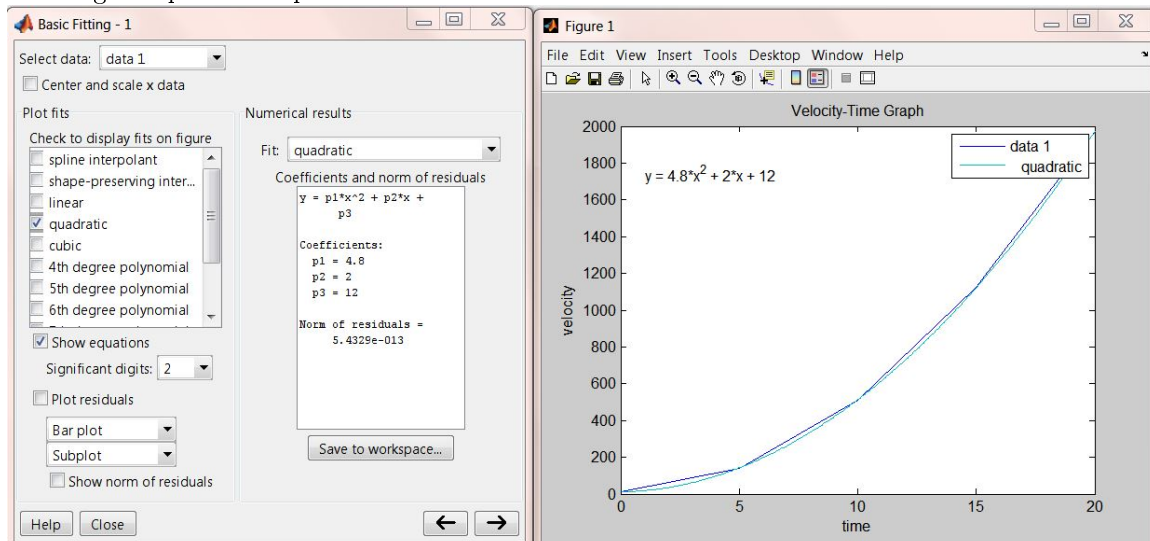 Basic Fitting - 1
Select data: data 1
Center and scale x data
Plot fits
Check to display fits on figure
spline interpolant
shape-preserving inter...
linear
quadratic
cubic
4th degree polynomial
5th degree polynomial
6th degree polynomial
Show equations
Significant digits: 2
Plot residuals
Bar plot
Subplot
Show norm of residuals
Help Close
Numerical results
Fit: quadratic
Coefficients and norm of residuals
y = p1*x^2 + p2*x +
p3
Coefficients:
p1 = 4.8
p2 = 2
p3 = 12
Norm of residuals =
5.4329e-013
Save to workspace...
Figure 1
File Edit View Insert Tools Desktop Window Help
Velocity-Time Graph
y = 4.8*x² + 2*x + 12
data 1
quadratic
2000
1800
1600
1400
1200
1000
800
600
400
200
0
velocity
0 5 10 15 20
time